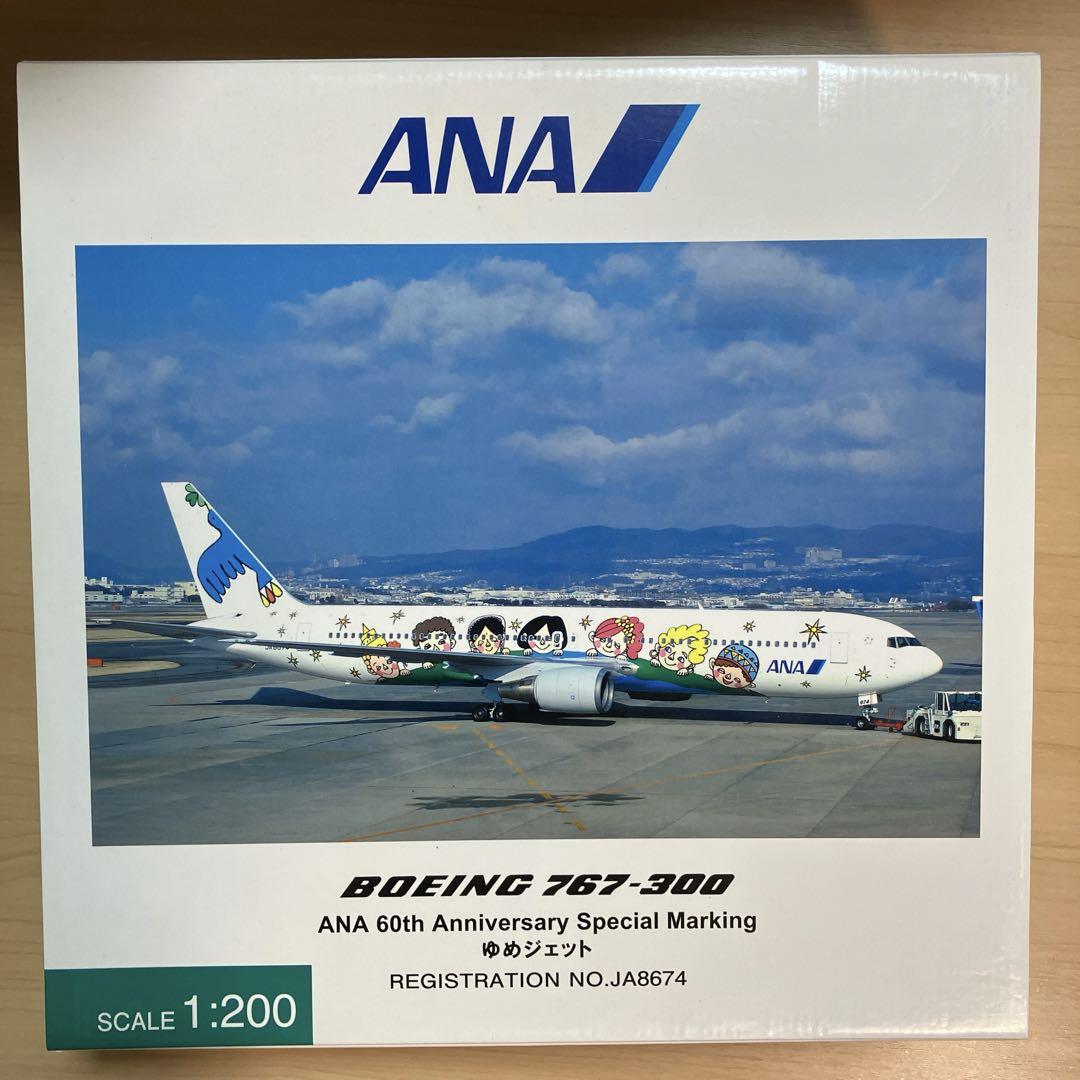 ANA
ANA
BOEING 767-300
ANA 60th Anniversary Special Marking
ゆめジェット
REGISTRATION NO.JA8674
SCALE 1:200